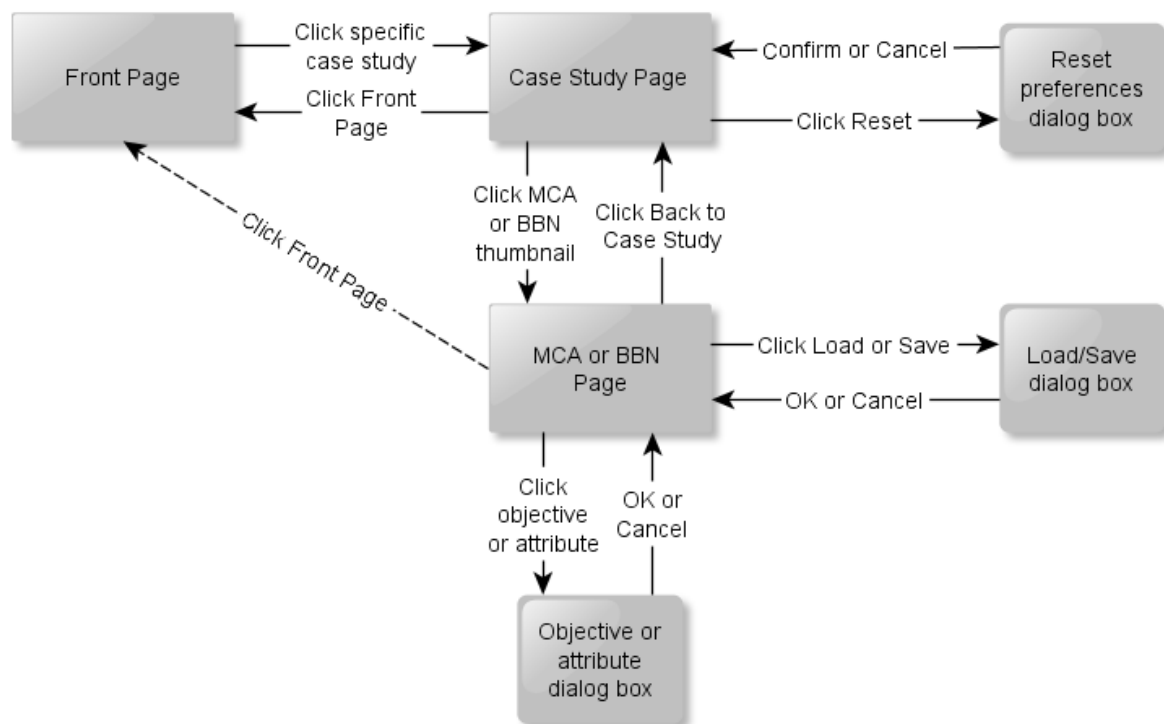 Front Page
Click specific
case study
Click Front
Page
Case Study Page
Confirm or Cancel
Click Reset
Reset
preferences
dialog box
Click MCA
or BBN
thumbnail
Click Back to
Case Study
Click Front Page
MCA or BBN
Page
Click Load or Save
OK or Cancel
Load/Save
dialog box
Click
objective
or attribute
OK or
Cancel
Objective or
attribute
dialog box